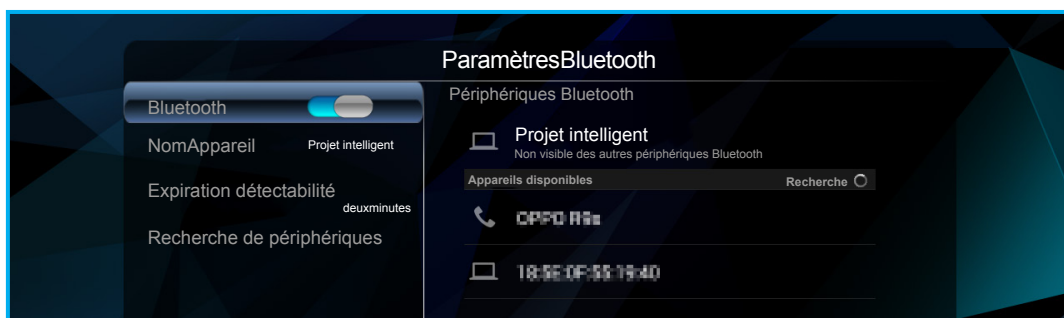 ParamètresBluetooth
Bluetooth
NomAppareil Projet intelligent
Expiration détectabilité
deuxminutes
Recherche de périphériques
Périphériques Bluetooth
Projet intelligent
Non visible des autres périphériques Bluetooth
Appareils disponibles Recherche